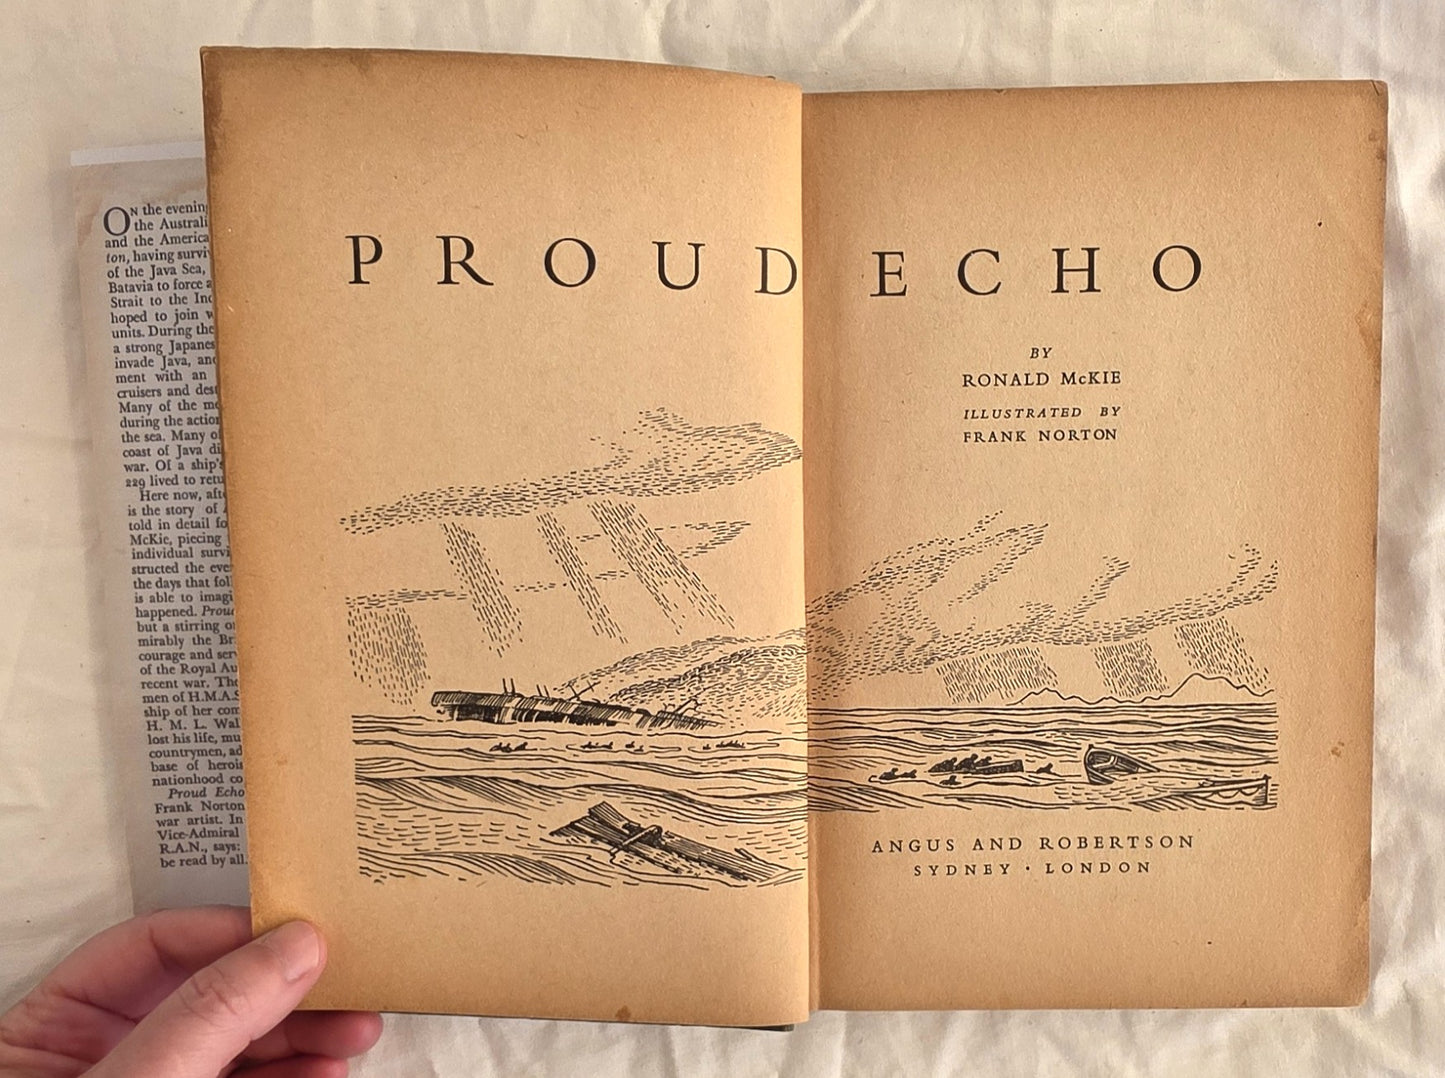 ON the evening
the Australi
and the America
ton, having surviv
of the Java Sea,
Batavia to force a
Strait to the Ind
hoped to join w
units. During the
a strong Japanes
invade Java, and
ment with an
cruisers and dest
Many of the me
during the action
the sea. Many of
coast of Java di
war. Of a ship's
229 lived to retu
Here now, afte
is the story of
told in detail fo
McKie, piecing
individual survi
structed the eve
the days that foll
is able to imagi
happened. Proud
but a stirring
mirably the Bri
courage and serv
of the Royal Au
recent war. The
men of H.M.A.S
ship of her com
H. M. L. Wal
lost his life, mu
countrymen, ad
base of herois
nationhood co
Proud Echo
Frank Norton
war artist. In
Vice-Admiral
R.A.N., says:
be read by all.
PROUD ECHO
BY
RONALD McKIE
ILLUSTRATED BY
FRANK NORTON
ANGUS AND ROBERTSON
SYDNEY · LONDON